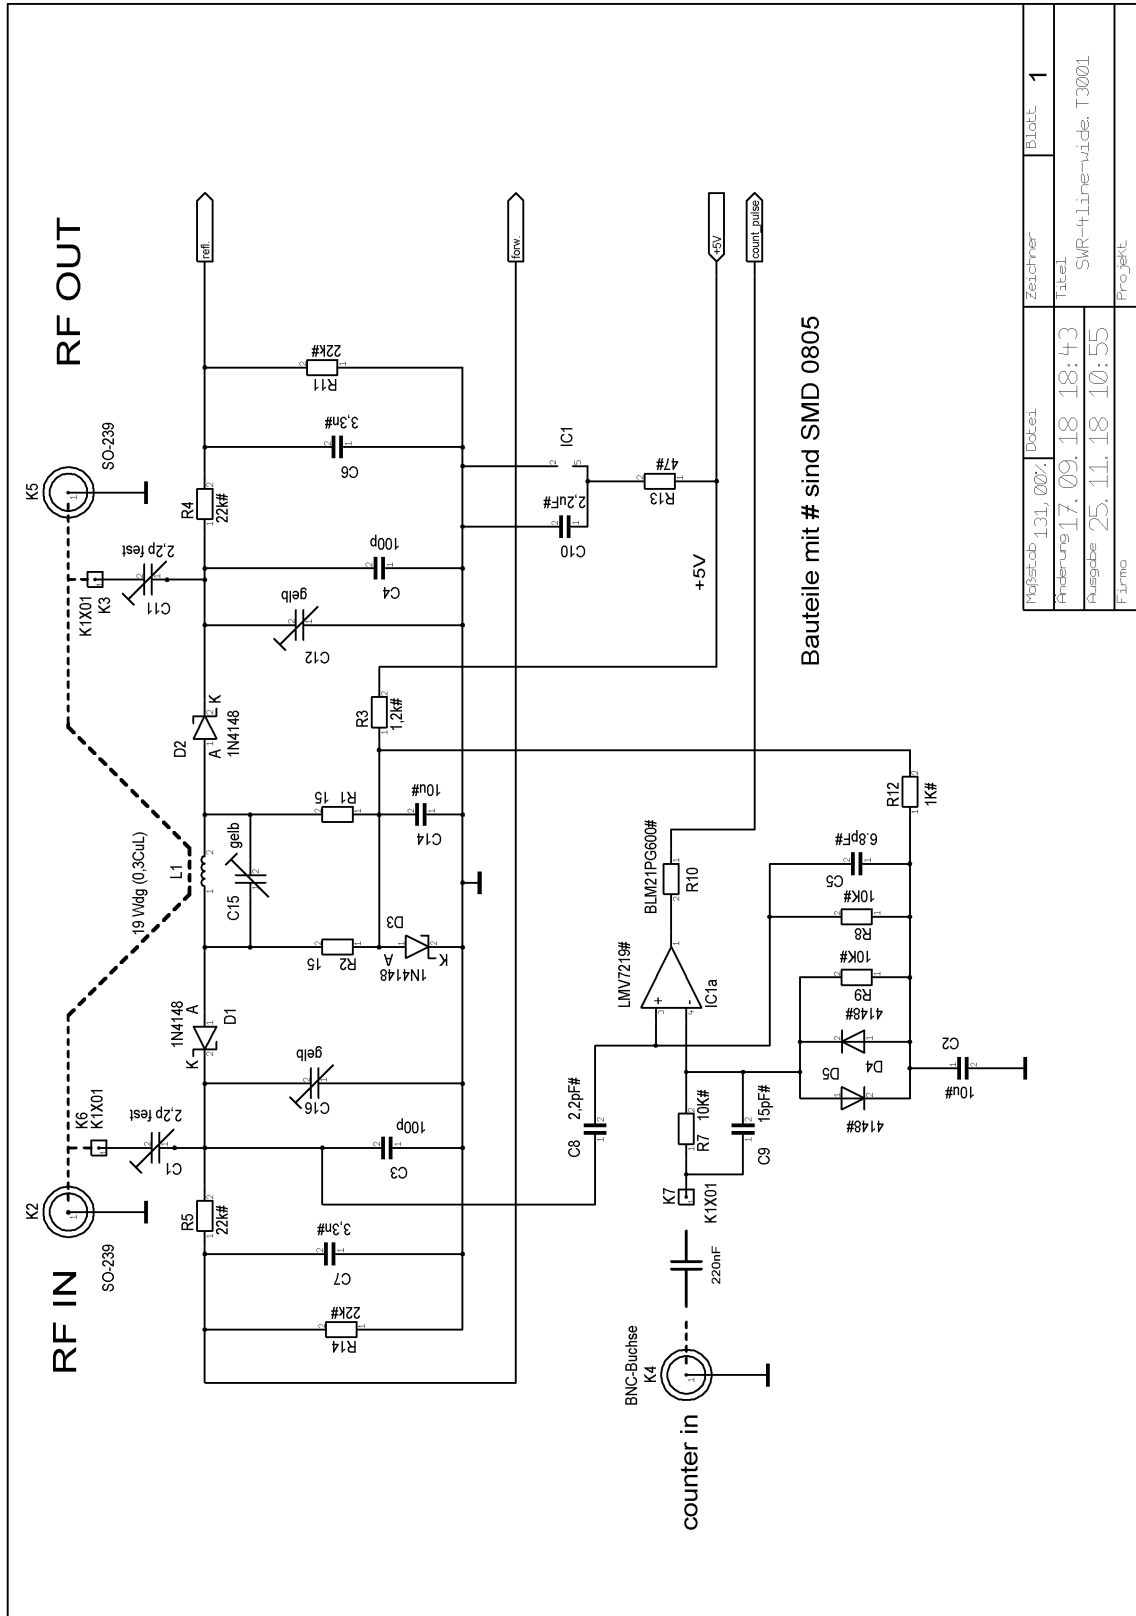 RF IN
RF OUT
K2
SO-239
K5
SO-239
K6
K1X01
K1X01
K3
19 Wdg (0,3CuL)
L1
2,2p fest
C1
2,2p fest
C11
R5
22k#
1N4148
K
A
D1
D2
A
K
1N4148
R4
22k#
refl.
R14
22k#
C7
3,3n#
C3
100p
C16
gelb
R2
15
C15
gelb
R1
15
D3
A
K
1N4148
C14
10u#
R3
1,2k#
C12
gelb
C4
100p
C6
3,3n#
R11
22k#
forw.
C10
2,2uF#
IC1
R13
47#
+5V
+5V
count_pulse
C8
2,2pF#
LMV7219#
IC1a
+
-
BLM21PG600#
R10
BNC-Buchse
K4
counter in
220nF
K7
K1X01
R7
10K#
C9
15pF#
D5
4148#
D4
4148#
R9
10K#
R8
10K#
C5
6.8pF#
R12
1K#
C2
10u#
Bauteile mit # sind SMD 0805
Maßstab 131,00%
Datei
Zeichner
Blatt 1
Änderung 17.09.18 18:43
Titel
SWR-4line-wide.T3001
Ausgabe 25.11.18 10:55
Firma
Projekt